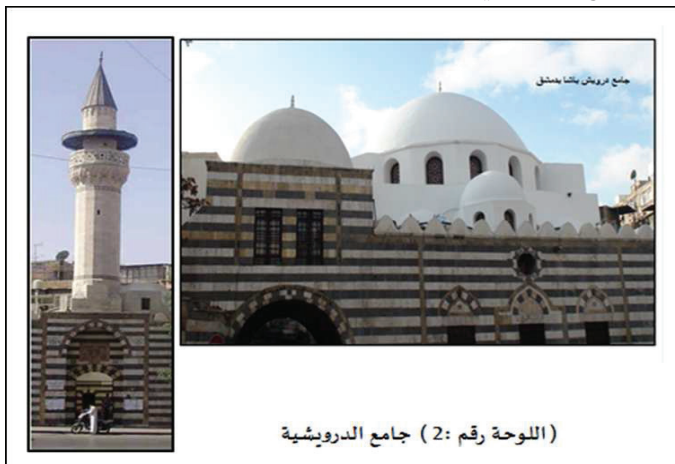 جامع درويش باشا بدمشق
(اللوحة رقم :2) جامع الدرويشية